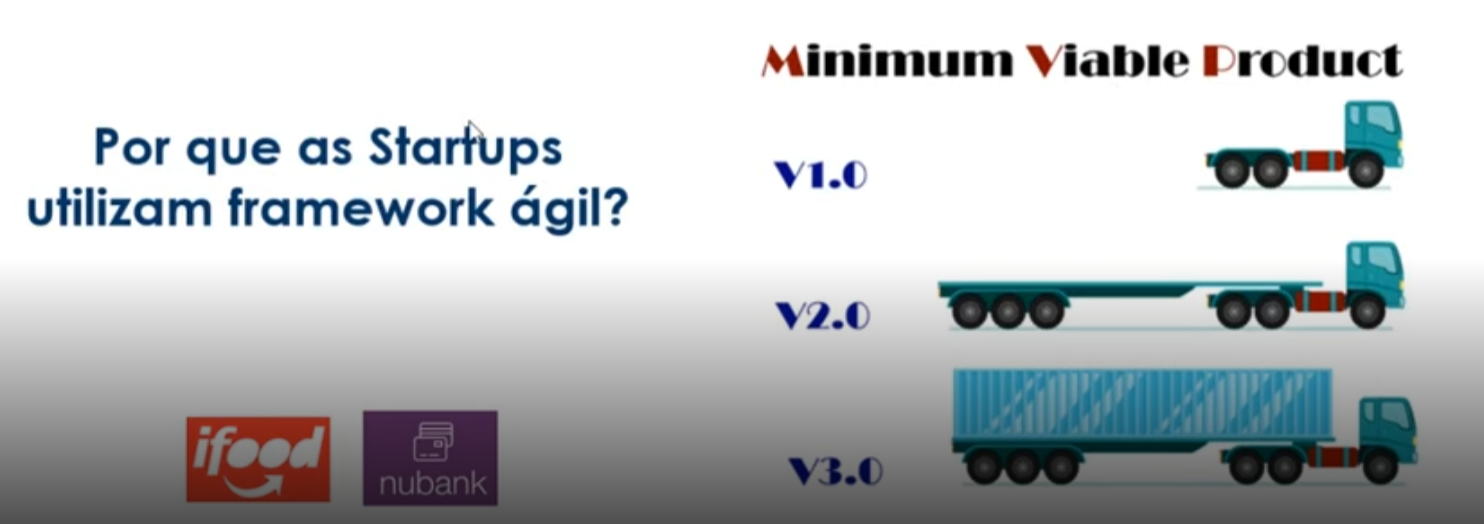 Por que as Startups
utilizam framework ágil?
ifood
nubank
Minimum Viable Product
V1.0
V2.0
V3.0